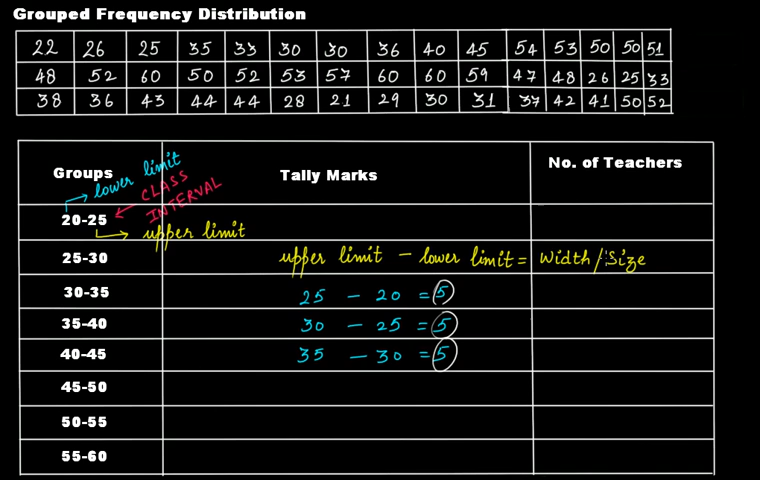 Grouped Frequency Distribution
22 26 25 35 33 30 30 36 40 45 54 53 50 50 51
48 52 60 50 52 53 57 60 60 59 47 48 26 25 33
38 36 43 44 44 28 21 29 30 31 37 42 41 50 52
Groups Tally Marks No. of Teachers
lower limit
CLASS
INTERVAL
20-25
upper limit
25-30 upper limit - lower limit = Width/Size
30-35 25 - 20 = 5
35-40 30 - 25 = 5
40-45 35 - 30 = 5
45-50
50-55
55-60